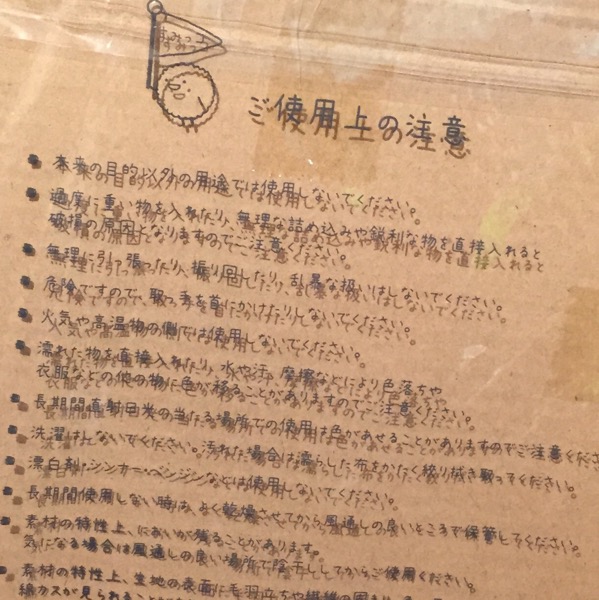 ご使用上の注意
本来の目的以外の用途では使用しないでください。
過度に重い物を入れたり、無理な詰め込みや鋭利な物を直接入れると
破損の原因となりますのでご注意ください。
無理に引っ張ったり、振り回したり、乱暴な扱いはしないでください。
危険ですので、取っ手を首にかけたりしないでください。
火気や高温物の側では使用しないでください。
濡れた物を直接入れたり、水や汗、摩擦などにより色落ちや
衣服などの他の物に色が移ることがありますのでご注意ください。
長期間直射日光の当たる場所での使用は色があせることがありますのでご注意くださ
洗濯はしないでください。汚れた場合は濡らした布をかたく絞り拭き取ってください。
漂白剤・シンナー・ベンジンなどは使用しないでください。
長期間使用しない時は、よく乾燥させてから風通しの良いところで保管してください。
素材の特性上、においが残ることがあります。
気になる場合は風通しの良い場所で陰干ししてからご使用ください。
素材の特性上、生地の表面に毛羽立ちや繊維の固まり
綿カスが見られることが